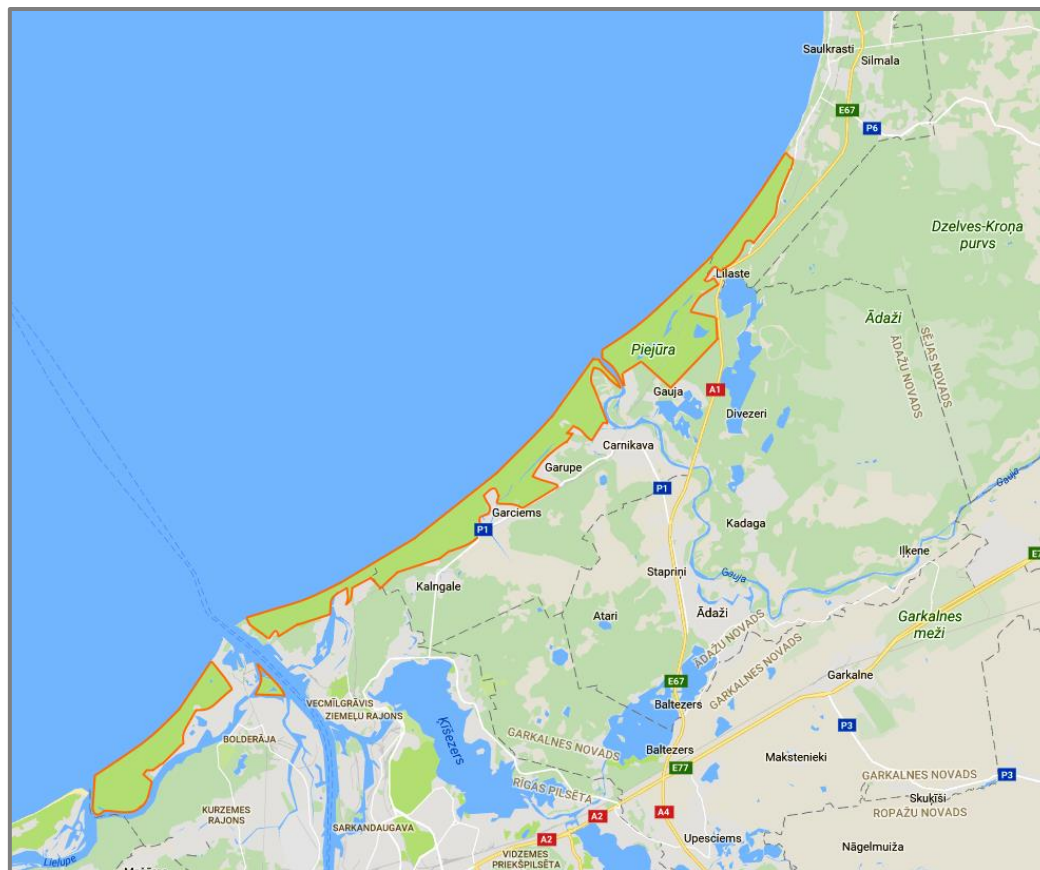 Saulkrasti
Silmala
E67
P6
Dzelves-Kroņa
purvs
Lilaste
Ādaži
SĒJAS NOVADS
ĀDAŽU NOVADS
Piejūra
A1
Gauja
Divezeri
Carnikava
Garupe
P1
Gauja
Garciems
P1
Kadaga
Iļķene
Kalngale
Stapriņi
Gauja
Atari
Ādaži
Garkalnes
meži
ĀDAŽU NOVADS
GARKALNES NOVADS
E67
Garkalne
Baltezers
VECMĪLGRĀVIS
ZIEMEĻU RAJONS
Ķīšezers
P3
BOLDERĀJA
GARKALNES NOVADS
Baltezers
Makstenieki
E77
GARKALNES NOVADS
P3
RĪGAS PILSĒTA
Skuķīši
ROPAŽU NOVADS
KURZEMES
RAJONS
A2
A4
SARKANDAUGAVA
A2
Upesciems
Nāgelmuiža
VIDZEMES
PRIEKŠPILSĒTA
Lielupe